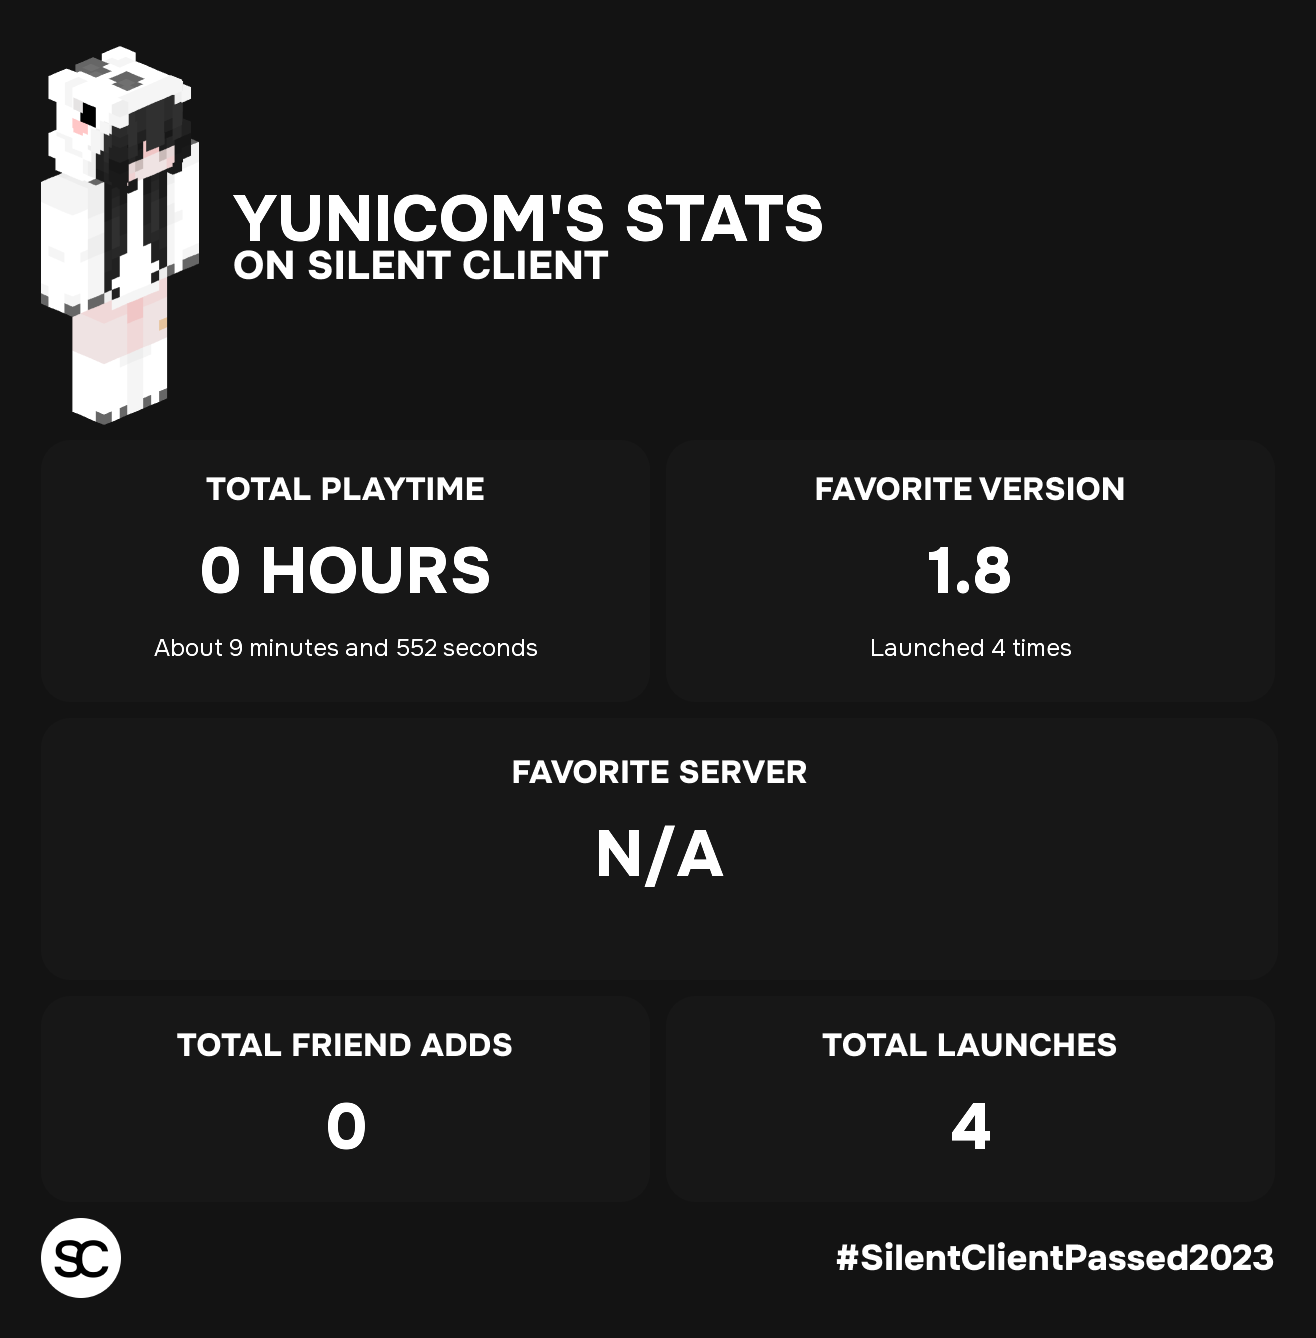 YUNICOM'S STATS
ON SILENT CLIENT
TOTAL PLAYTIME
0 HOURS
About 9 minutes and 552 seconds
FAVORITE VERSION
1.8
Launched 4 times
FAVORITE SERVER
N/A
TOTAL FRIEND ADDS
0
TOTAL LAUNCHES
4
SC
#SilentClientPassed2023